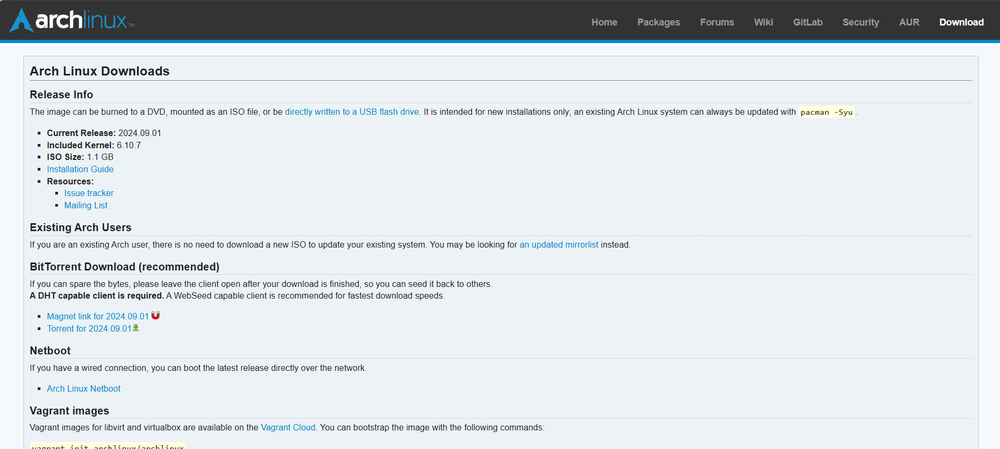 archlinux™
Home Packages Forums Wiki GitLab Security AUR Download
Arch Linux Downloads
Release Info
The image can be burned to a DVD, mounted as an ISO file, or be directly written to a USB flash drive. It is intended for new installations only; an existing Arch Linux system can always be updated with pacman -Syu.
Current Release: 2024.09.01
Included Kernel: 6.10.7
ISO Size: 1.1 GB
Installation Guide
Resources:
Issue tracker
Mailing List
Existing Arch Users
If you are an existing Arch user, there is no need to download a new ISO to update your existing system. You may be looking for an updated mirrorlist instead.
BitTorrent Download (recommended)
If you can spare the bytes, please leave the client open after your download is finished, so you can seed it back to others.
A DHT capable client is required. A WebSeed capable client is recommended for fastest download speeds.
Magnet link for 2024.09.01
Torrent for 2024.09.01
Netboot
If you have a wired connection, you can boot the latest release directly over the network.
Arch Linux Netboot
Vagrant images
Vagrant images for libvirt and virtualbox are available on the Vagrant Cloud. You can bootstrap the image with the following commands:
vagrant init archlinux/archlinux